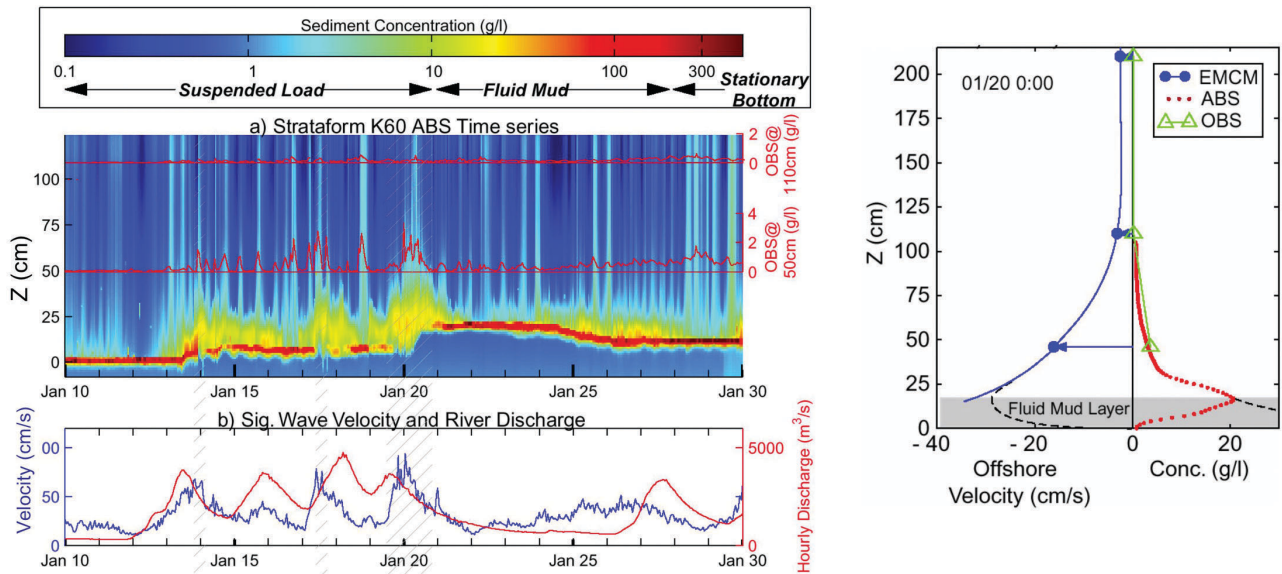 Sediment Concentration (g/l)
0.1 1 10 100 300
Suspended Load Fluid Mud Stationary Bottom
a) Strataform K60 ABS Time series
Z (cm)
100
75
50
25
0
2
0
OBS@
110cm (g/l)
4
2
0
OBS@
50cm (g/l)
Jan 10 Jan 15 Jan 20 Jan 25 Jan 30
b) Sig. Wave Velocity and River Discharge
Velocity (cm/s)
00
50
0
5000
0
Hourly Discharge (m³/s)
Jan 10 Jan 15 Jan 20 Jan 25 Jan 30
01/20 0:00
EMCM
ABS
OBS
Z (cm)
200
175
150
125
100
75
50
25
0
Fluid Mud Layer
- 40 - 20 0 20
Offshore Conc. (g/l)
Velocity (cm/s)